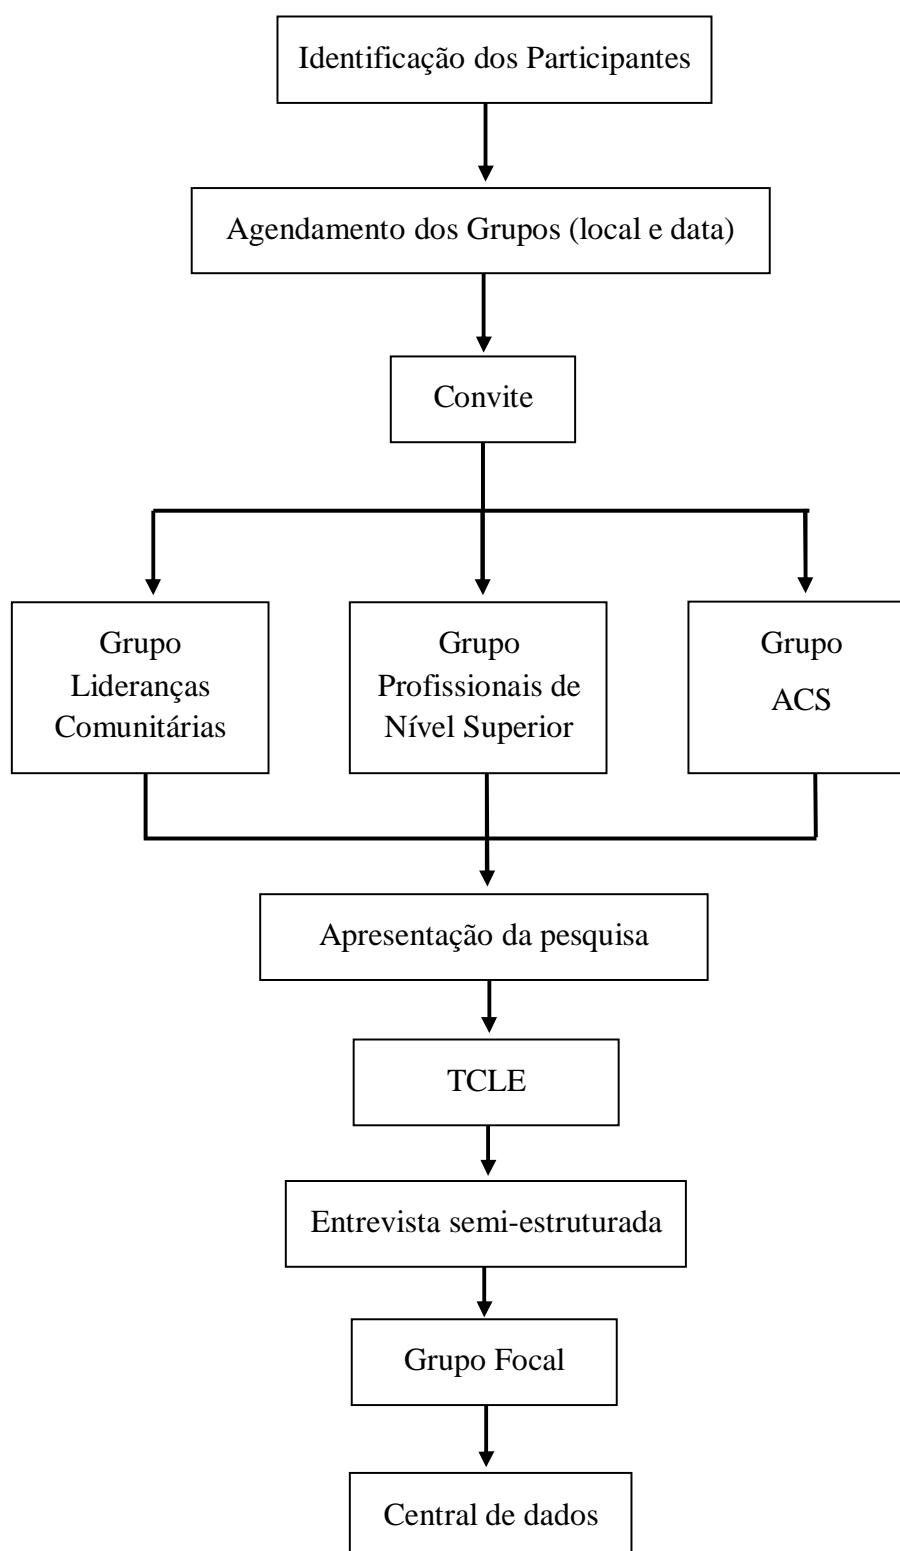 Identificação dos Participantes
Agendamento dos Grupos (local e data)
Convite
Grupo
Lideranças
Comunitárias
Grupo
Profissionais de
Nível Superior
Grupo
ACS
Apresentação da pesquisa
TCLE
Entrevista semi-estruturada
Grupo Focal
Central de dados